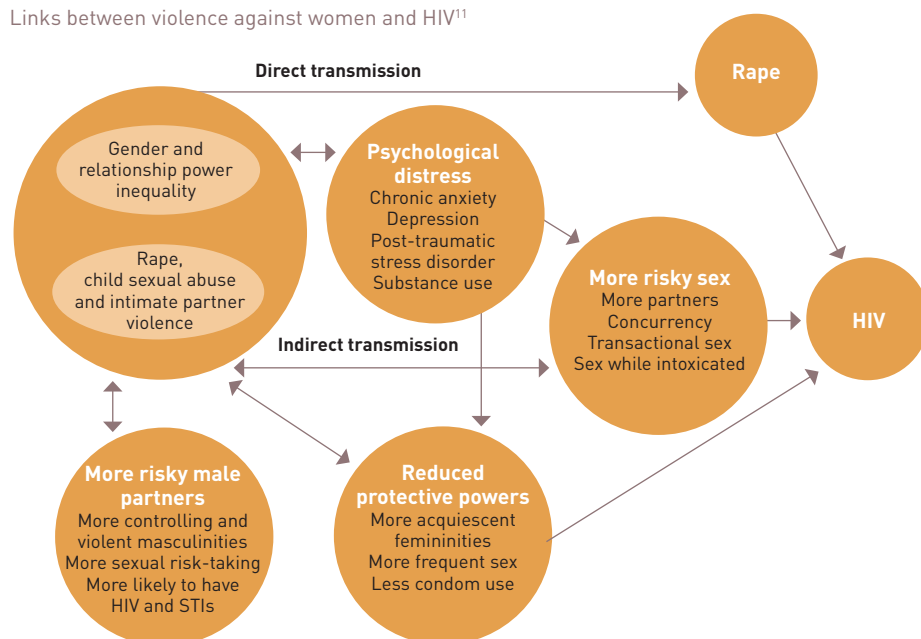 Links between violence against women and HIV¹¹
Direct transmission
Rape
Gender and
relationship power
inequality
Rape,
child sexual abuse
and intimate partner
violence
Psychological
distress
Chronic anxiety
Depression
Post-traumatic
stress disorder
Substance use
More risky sex
More partners
Concurrency
Transactional sex
Sex while intoxicated
HIV
Indirect transmission
More risky male
partners
More controlling and
violent masculinities
More sexual risk-taking
More likely to have
HIV and STIs
Reduced
protective powers
More acquiescent
femininities
More frequent sex
Less condom use